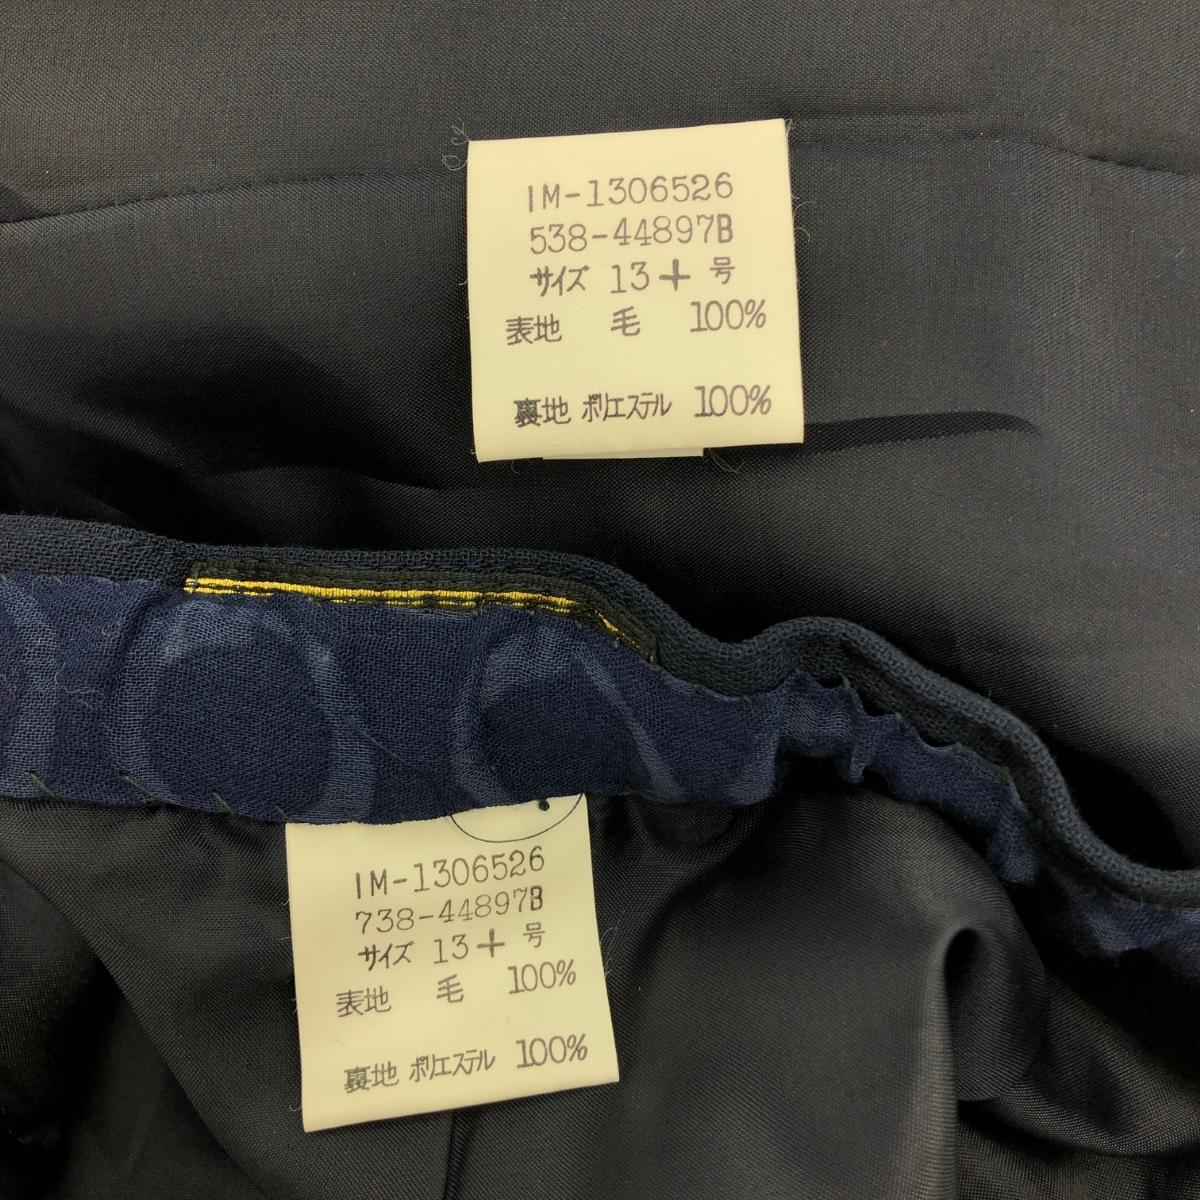 IM-1306526
538-44897B
サイズ 13+ 号
表地 毛 100%
裏地 ポリエステル 100%
IM-1306526
738-44897B
サイズ 13+ 号
表地 毛 100%
裏地 ポリエステル 100%